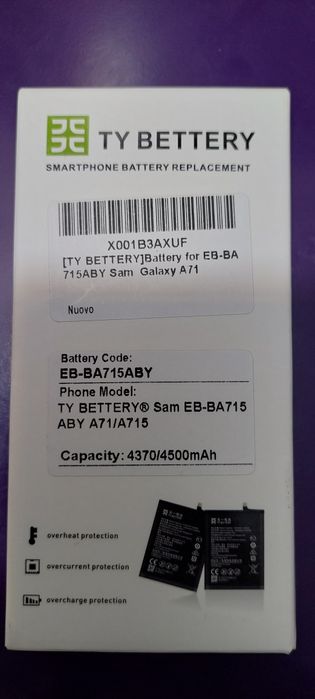 TY BETTERY
SMARTPHONE BATTERY REPLACEMENT
X001B3AXUF
[TY BETTERY]Battery for EB-BA
715ABY Sam Galaxy A71
Nuovo
Battery Code:
EB-BA715ABY
Phone Model:
TY BETTERY® Sam EB-BA715
ABY A71/A715
Capacity: 4370/4500mAh
overheat protection
overcurrent protection
overcharge protection